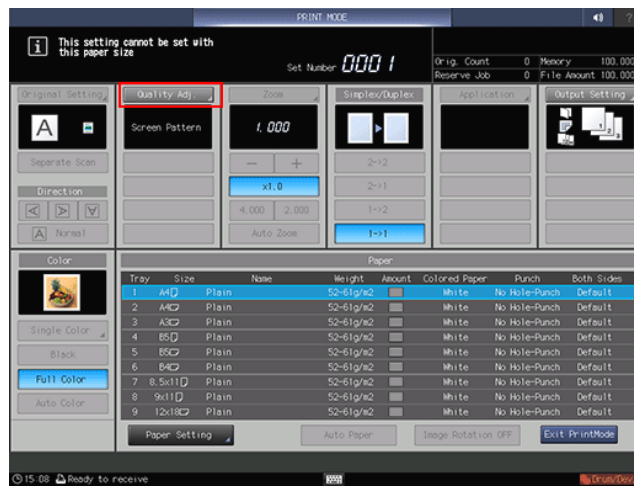 PRINT MODE
This setting cannot be set with
this paper size
Set Number 0001
Orig. Count 0 Memory 100.000
Reserve Job 0 File Amount 100.000
Original Setting
Quality Adj.
Zoom
Simplex/Duplex
Application
Output Setting
A
Screen Pattern
1.000
1 2 3
Separate Scan
− +
2->2
Direction
x1.0
2->1
A A A
4.000 2.000
1->2
A Normal
Auto Zoom
1->1
Color
Paper
Tray Size Name Weight Amount Colored Paper Punch Both Sides
1 A4 Plain 52-61g/m2 White No Hole-Punch Default
2 A4 Plain 52-61g/m2 White No Hole-Punch Default
3 A3 Plain 52-61g/m2 White No Hole-Punch Default
4 B5 Plain 52-61g/m2 White No Hole-Punch Default
5 B5 Plain 52-61g/m2 White No Hole-Punch Default
6 B4 Plain 52-61g/m2 White No Hole-Punch Default
7 8.5x11 Plain 52-61g/m2 White No Hole-Punch Default
8 9x11 Plain 52-61g/m2 White No Hole-Punch Default
9 12x18 Plain 52-61g/m2 White No Hole-Punch Default
Single Color
Black
Full Color
Auto Color
Paper Setting
Auto Paper
Image Rotation OFF
Exit PrintMode
15:08 Ready to receive
Drum/Dev